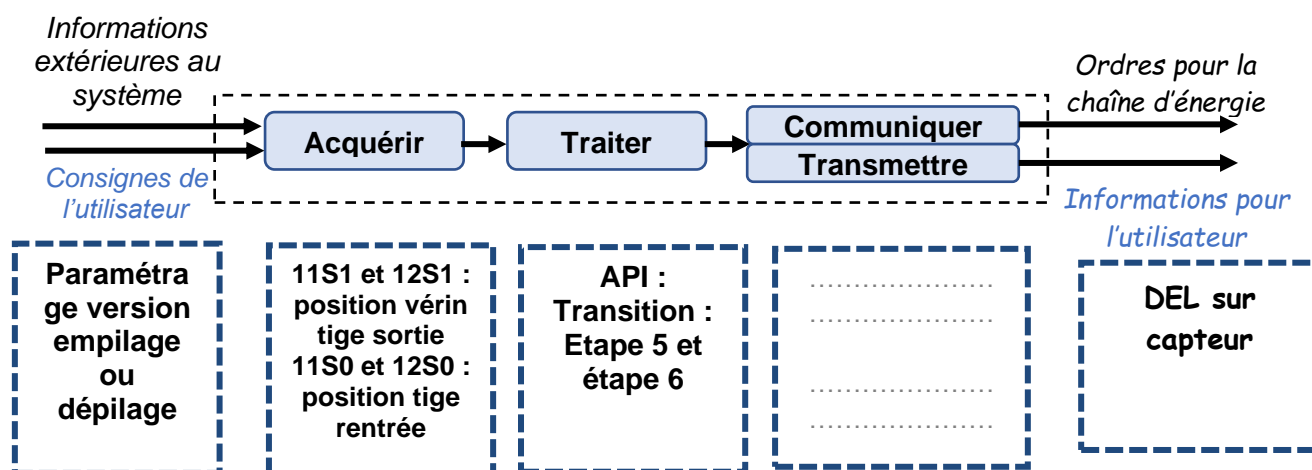 Informations
extérieures au
système
Consignes de
l'utilisateur
Acquérir
Traiter
Communiquer
Transmettre
Ordres pour la
chaîne d'énergie
Informations pour
l'utilisateur
Paramétra
ge version
empilage
ou
dépilage
11S1 et 12S1 :
position vérin
tige sortie
11S0 et 12S0 :
position tige
rentrée
API :
Transition :
Etape 5 et
étape 6
......................
......................
......................
......................
DEL sur
capteur